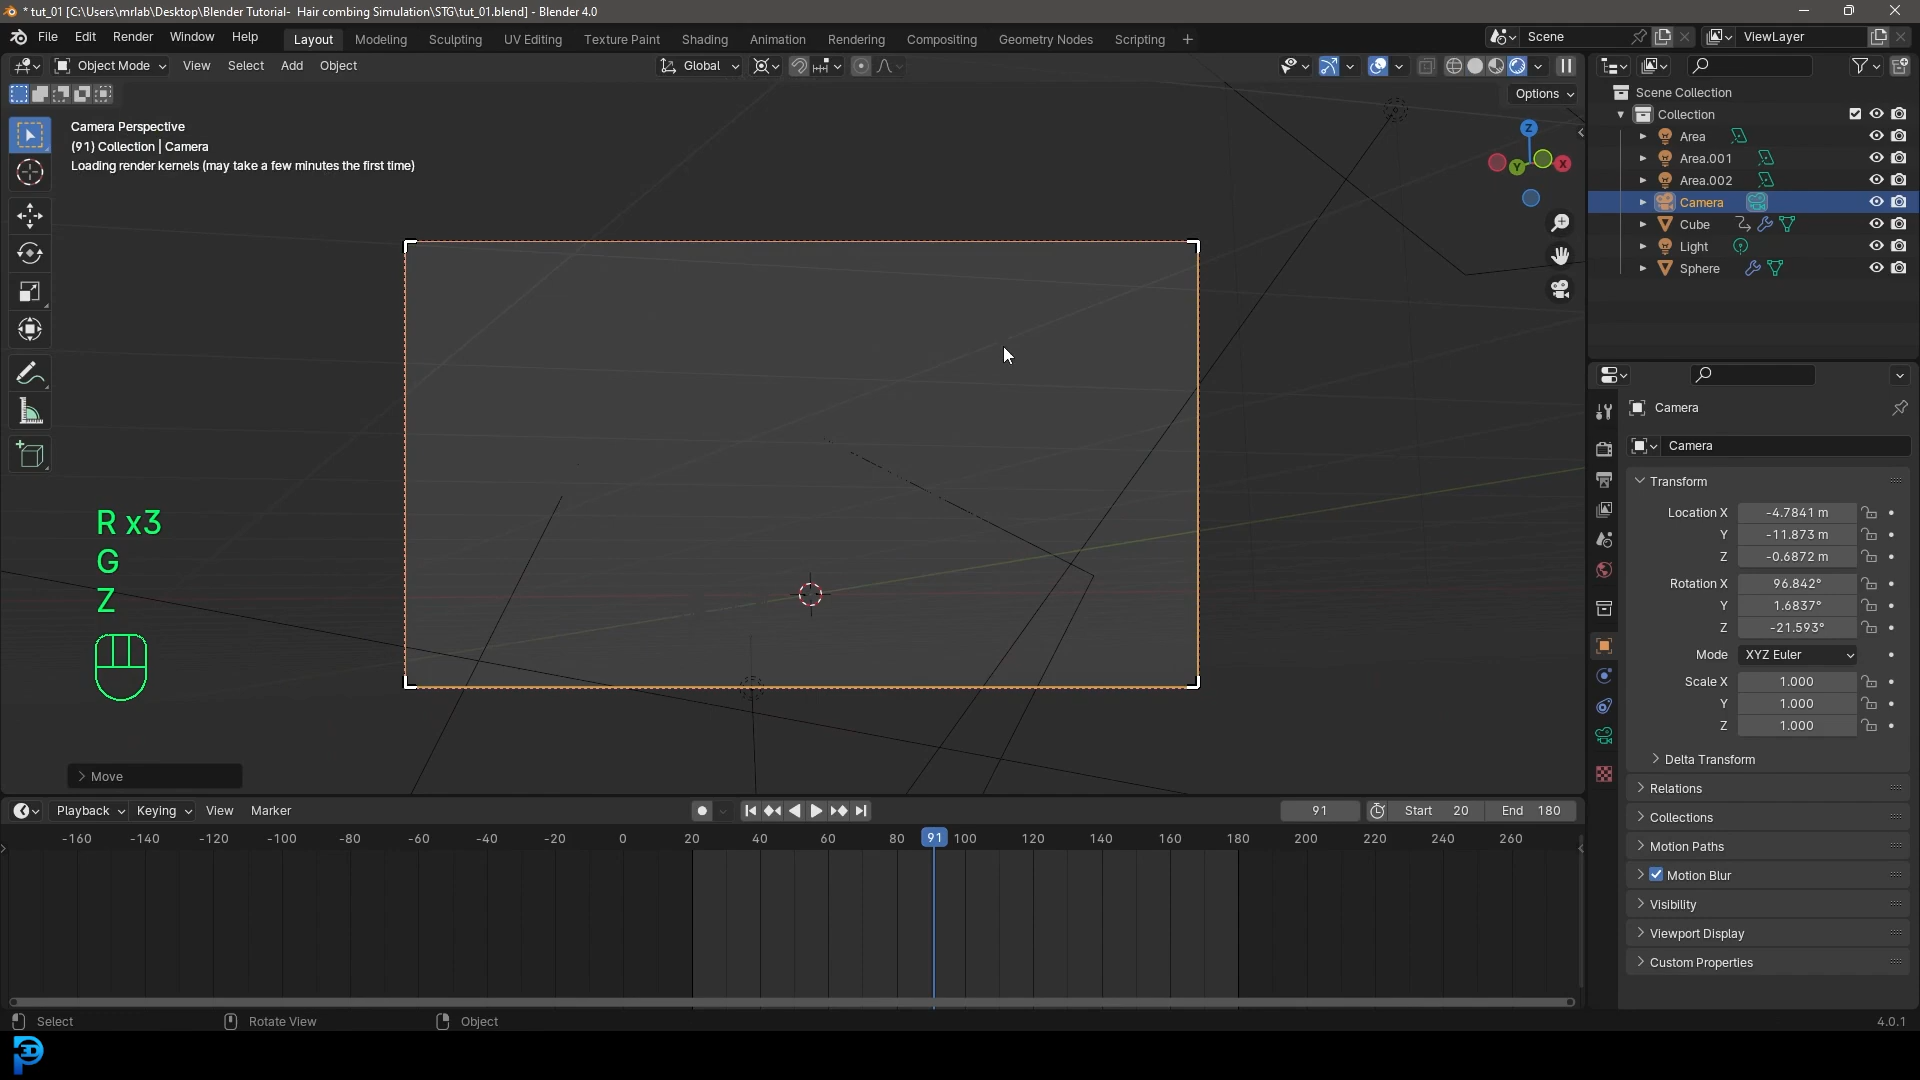 * tut_01 [C:\Users\mrlab\Desktop\Blender Tutorial-  Hair combing Simulation\STG\tut_01.blend] - Blender 4.0
File Edit Render Window Help Layout Modeling Sculpting UV Editing Texture Paint Shading Animation Rendering Compositing Geometry Nodes Scripting + Scene ViewLayer
Object Mode View Select Add Object Global
Options
Camera Perspective
(91) Collection | Camera
Loading render kernels (may take a few minutes the first time)
Z
X
Y
R x3
G
Z
Move
Scene Collection
Collection
Area
Area.001
Area.002
Camera
Cube
Light
Sphere
Camera
Camera
Transform
Location X -4.7841 m
Y -11.873 m
Z -0.6872 m
Rotation X 96.842°
Y 1.6837°
Z -21.593°
Mode XYZ Euler
Scale X 1.000
Y 1.000
Z 1.000
Delta Transform
Relations
Collections
Motion Paths
Motion Blur
Visibility
Viewport Display
Custom Properties
Playback Keying View Marker 91 Start 20 End 180
-160 -140 -120 -100 -80 -60 -40 -20 0 20 40 60 80 91 100 120 140 160 180 200 220 240 260
Select Rotate View Object 4.0.1